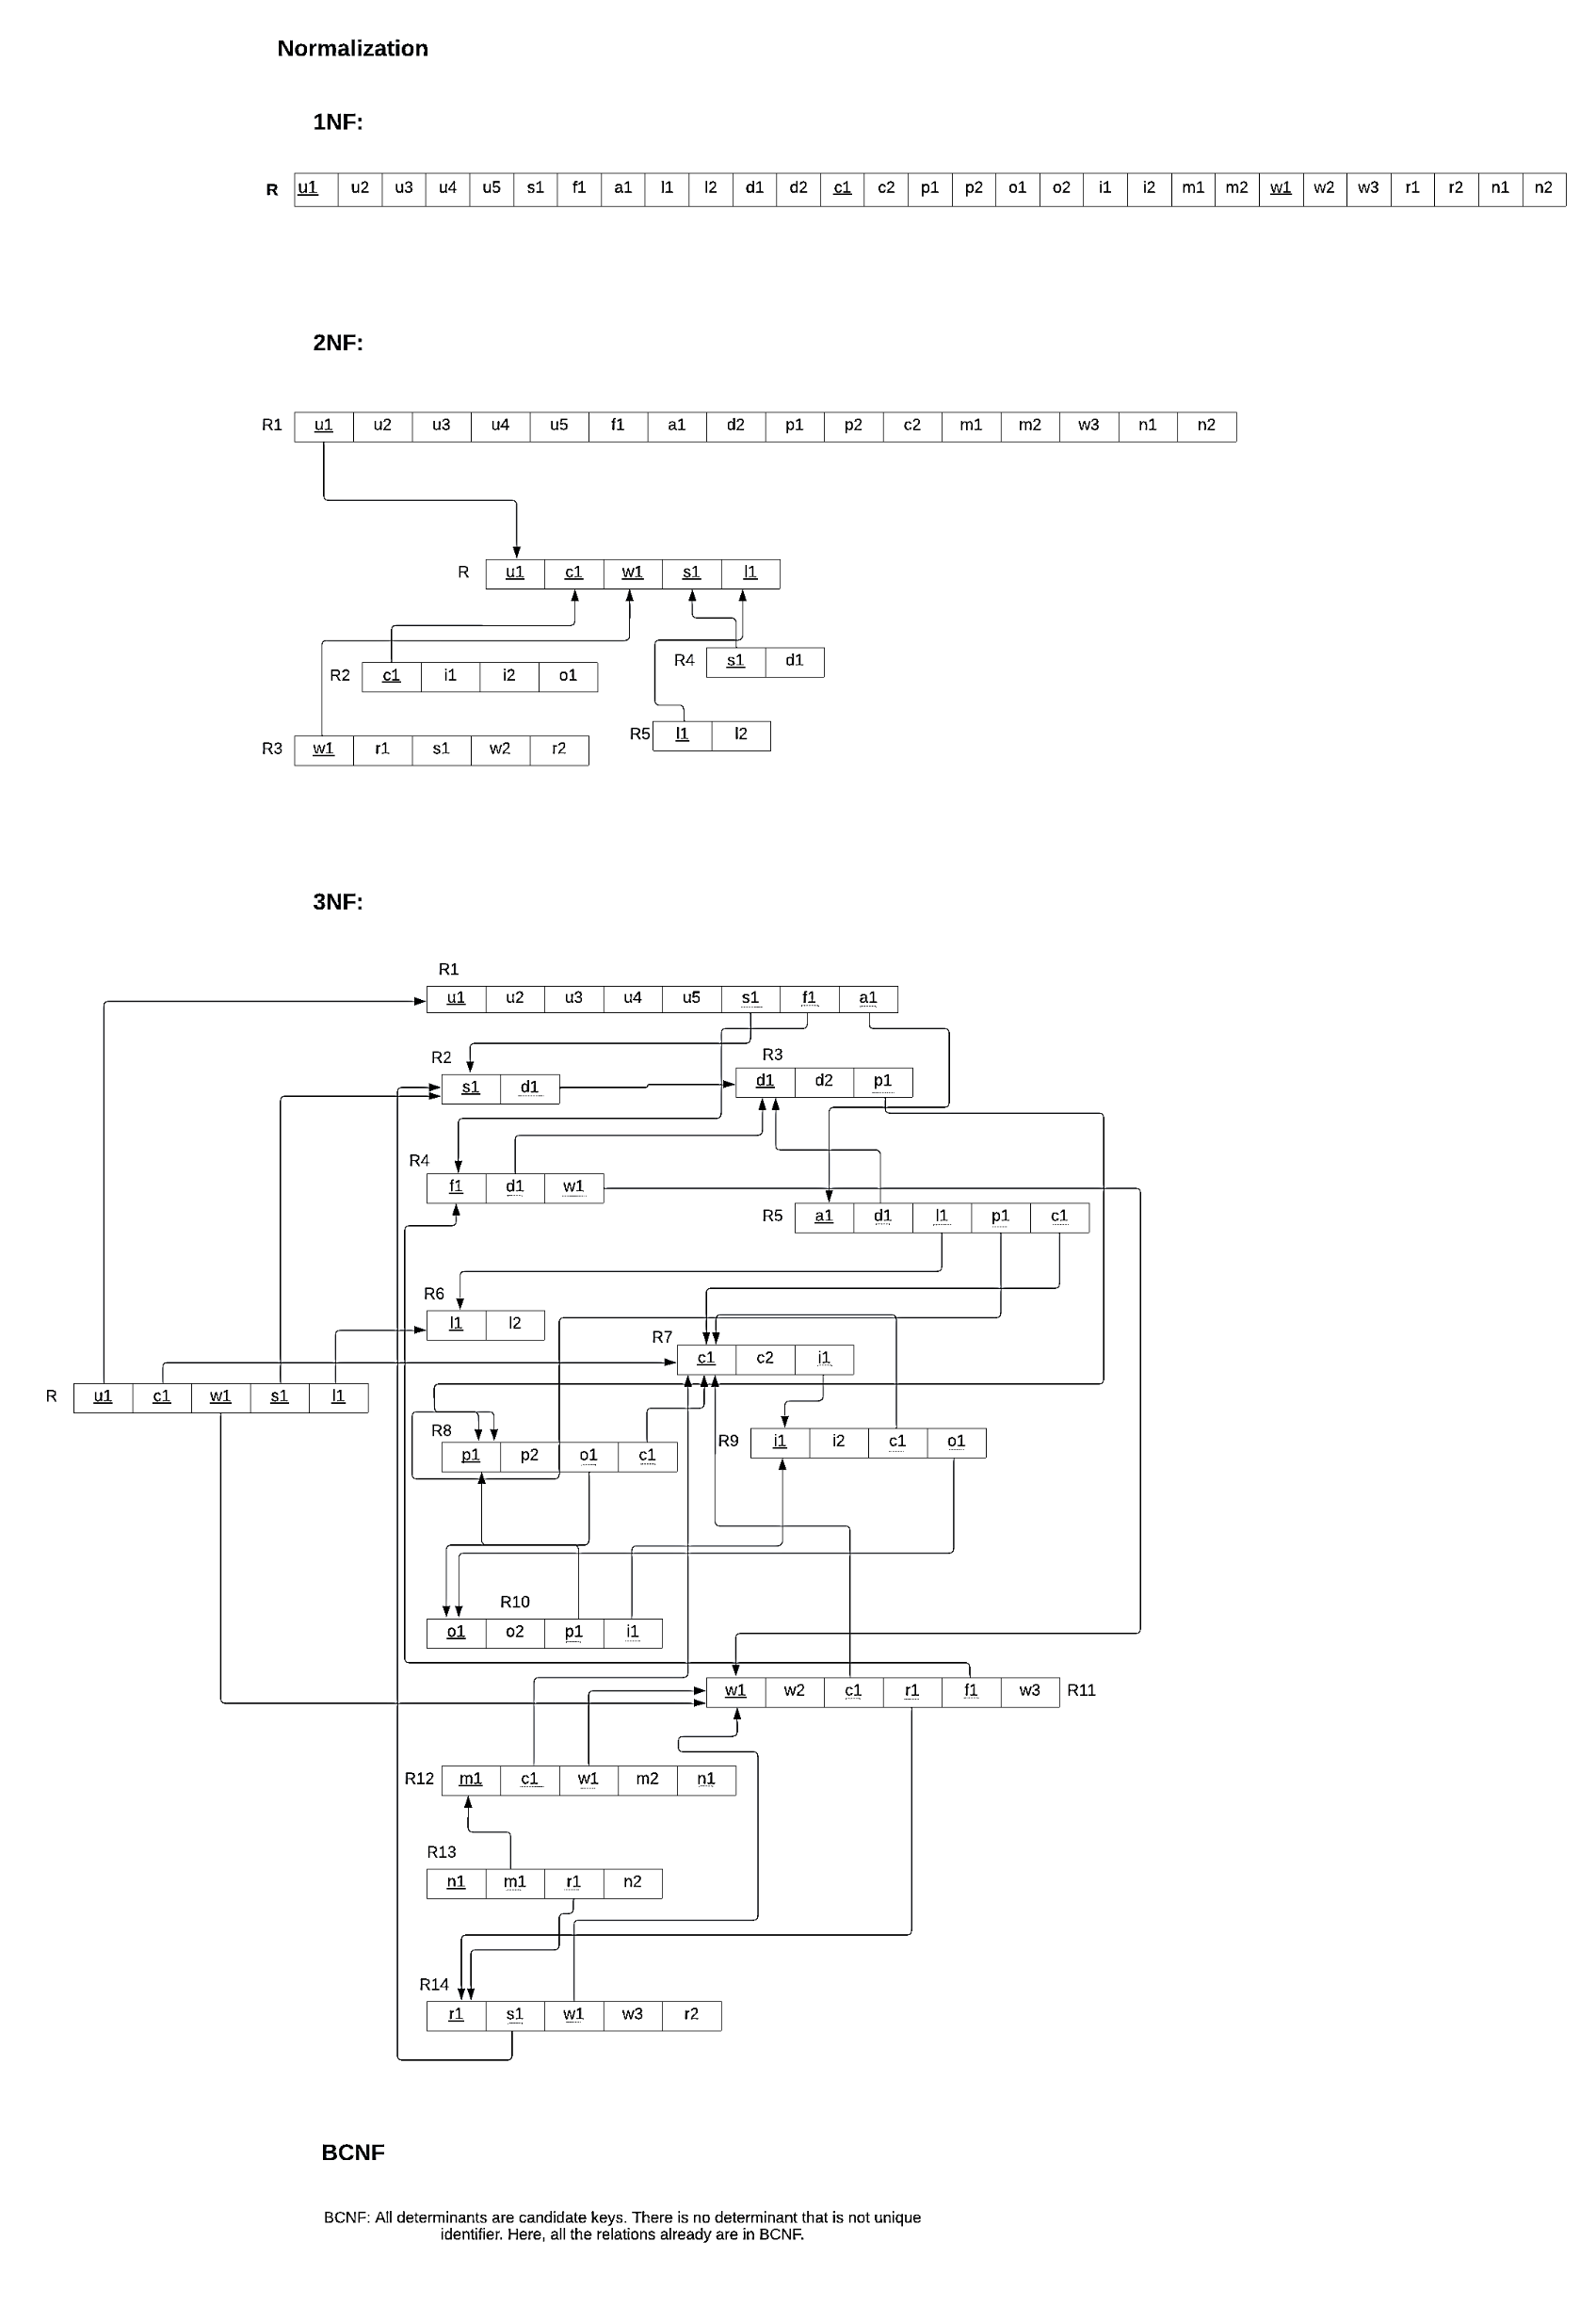 Normalization
1NF:
R u1 u2 u3 u4 u5 s1 f1 a1 l1 l2 d1 d2 c1 c2 p1 p2 o1 o2 i1 i2 m1 m2 w1 w2 w3 r1 r2 n1 n2
2NF:
R1 u1 u2 u3 u4 u5 f1 a1 d2 p1 p2 c2 m1 m2 w3 n1 n2
R u1 c1 w1 s1 l1
R4 s1 d1
R2 c1 i1 i2 o1
R5 l1 l2
R3 w1 r1 s1 w2 r2
3NF:
R1
u1 u2 u3 u4 u5 s1 f1 a1
R2
s1 d1
R3
d1 d2 p1
R4
f1 d1 w1
R5 a1 d1 l1 p1 c1
R6
l1 l2
R7
c1 c2 i1
R u1 c1 w1 s1 l1
R8
p1 p2 o1 c1
R9 i1 i2 c1 o1
R10
o1 o2 p1 i1
w1 w2 c1 r1 f1 w3 R11
R12 m1 c1 w1 m2 n1
R13
n1 m1 r1 n2
R14
r1 s1 w1 w3 r2
BCNF
BCNF: All determinants are candidate keys. There is no determinant that is not unique
identifier. Here, all the relations already are in BCNF.